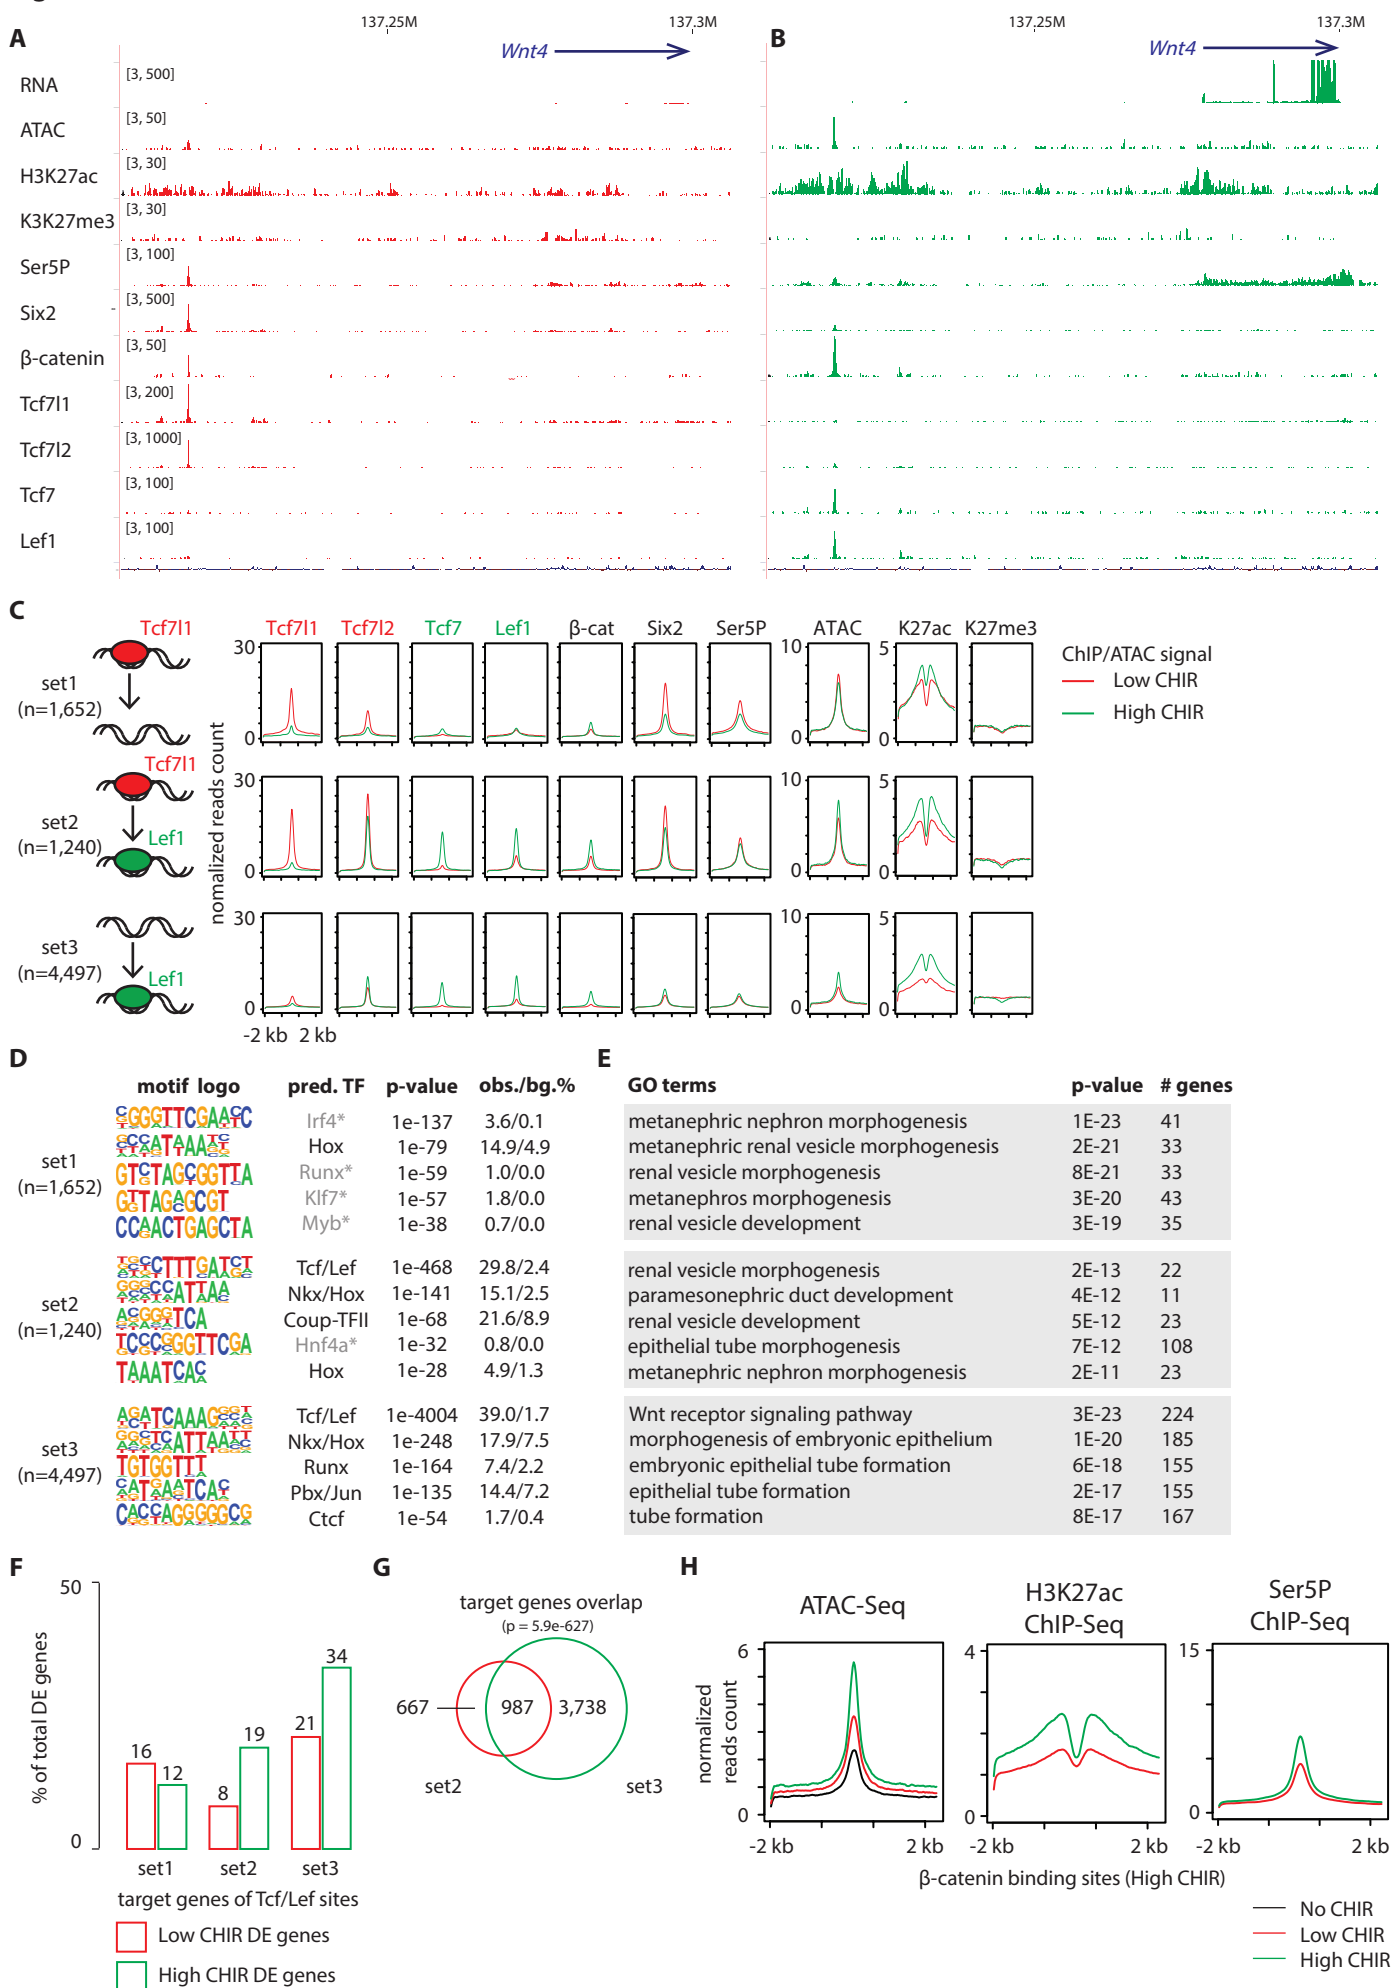 137.25M 137.3M 137.25M 137.3M
A B
Wnt4 Wnt4
RNA [3, 500]
ATAC [3, 50]
H3K27ac [3, 30]
K3K27me3 [3, 30]
Ser5P [3, 100]
Six2 [3, 500]
β-catenin [3, 50]
Tcf7l1 [3, 200]
Tcf7l2 [3, 1000]
Tcf7 [3, 100]
Lef1 [3, 100]
C
Tcf7l1 Tcf7l1 Tcf7l2 Tcf7 Lef1 β-cat Six2 Ser5P ATAC K27ac K27me3
ChIP/ATAC signal
Low CHIR
High CHIR
set1
(n=1,652)
30 10 5
0 0 0
nomalized reads count
Tcf7l1
set2
(n=1,240)
Lef1
30 10 5
0 0 0
set3
(n=4,497)
Lef1
30 10 5
0 0 0
-2 kb 2 kb
D
motif logo pred. TF p-value obs./bg.%
set1
(n=1,652)
Irf4* 1e-137 3.6/0.1
Hox 1e-79 14.9/4.9
Runx* 1e-59 1.0/0.0
Klf7* 1e-57 1.8/0.0
Myb* 1e-38 0.7/0.0
set2
(n=1,240)
Tcf/Lef 1e-468 29.8/2.4
Nkx/Hox 1e-141 15.1/2.5
Coup-TFII 1e-68 21.6/8.9
Hnf4a* 1e-32 0.8/0.0
Hox 1e-28 4.9/1.3
set3
(n=4,497)
Tcf/Lef 1e-4004 39.0/1.7
Nkx/Hox 1e-248 17.9/7.5
Runx 1e-164 7.4/2.2
Pbx/Jun 1e-135 14.4/7.2
Ctcf 1e-54 1.7/0.4
E
GO terms p-value # genes
metanephric nephron morphogenesis 1E-23 41
metanephric renal vesicle morphogenesis 2E-21 33
renal vesicle morphogenesis 8E-21 33
metanephros morphogenesis 3E-20 43
renal vesicle development 3E-19 35
renal vesicle morphogenesis 2E-13 22
paramesonephric duct development 4E-12 11
renal vesicle development 5E-12 23
epithelial tube morphogenesis 7E-12 108
metanephric nephron morphogenesis 2E-11 23
Wnt receptor signaling pathway 3E-23 224
morphogenesis of embryonic epithelium 1E-20 185
embryonic epithelial tube formation 6E-18 155
epithelial tube formation 2E-17 155
tube formation 8E-17 167
F
% of total DE genes
50
0
16 12 8 19 21 34
set1 set2 set3
target genes of Tcf/Lef sites
Low CHIR DE genes
High CHIR DE genes
G
target genes overlap
(p = 5.9e-627)
667 987 3,738
set2 set3
H
ATAC-Seq
H3K27ac
ChIP-Seq
Ser5P
ChIP-Seq
normalized
reads count
6 4 15
0 0 0
-2 kb 2 kb -2 kb 2 kb -2 kb 2 kb
β-catenin binding sites (High CHIR)
No CHIR
Low CHIR
High CHIR